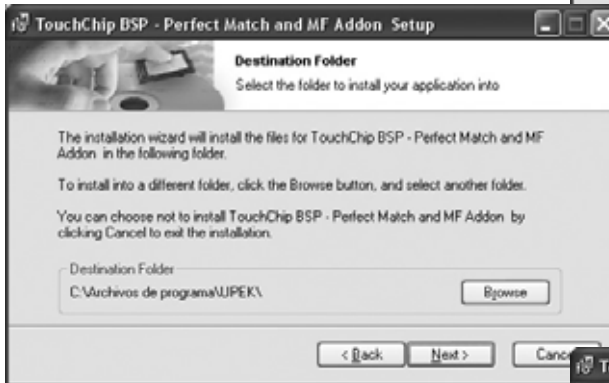 TouchChip BSP - Perfect Match and MF Addon Setup
Destination Folder
Select the folder to install your application into
The installation wizard will install the files for TouchChip BSP - Perfect Match and MF
Addon in the following folder.
To install into a different folder, click the Browse button, and select another folder.
You can choose not to install TouchChip BSP - Perfect Match and MF Addon by
clicking Cancel to exit the installation.
Destination Folder
C:\Archivos de programa\UPEK\
Browse
< Back
Next >
Canc
T